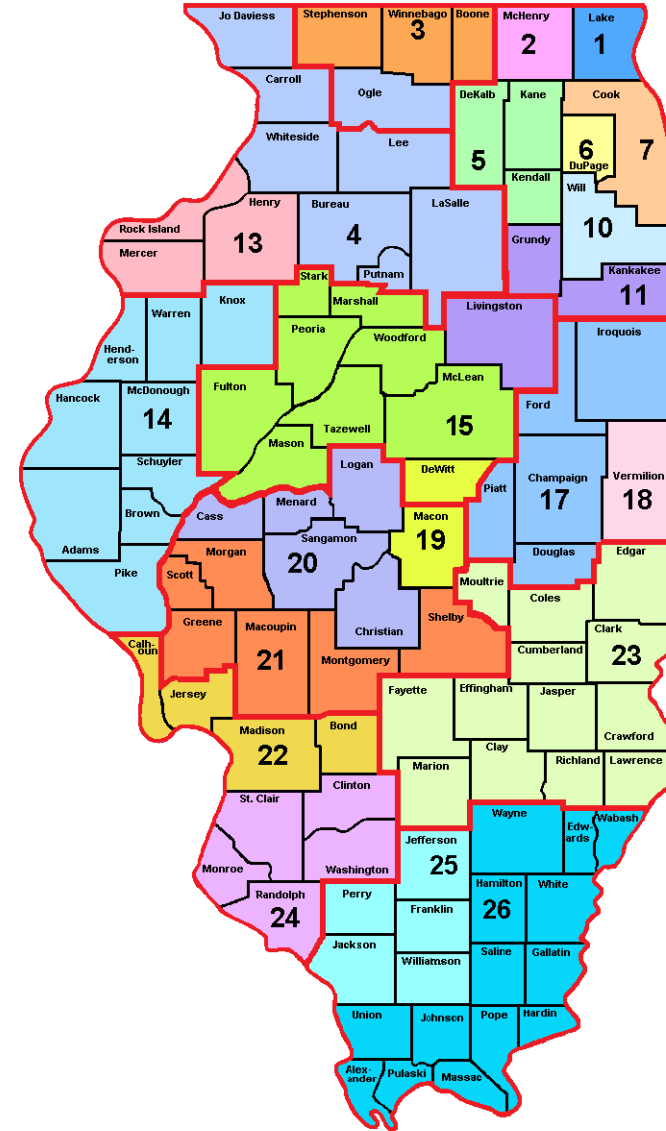 Jo Daviess
Stephenson
Winnebago
Boone
McHenry
Lake
3
2
1
Carroll
Ogle
DeKalb
Kane
Cook
Whiteside
Lee
5
6
7
DuPage
Kendall
Will
Henry
Bureau
LaSalle
Rock Island
13
4
Grundy
10
Mercer
Putnam
Kankakee
11
Stark
Knox
Marshall
Warren
Livingston
Iroquois
Peoria
Woodford
Hend-
erson
McLean
Fulton
Hancock
McDonough
Ford
14
Tazewell
15
Mason
Schuyler
Logan
DeWitt
Champaign
Vermilion
Piatt
17
18
Menard
Brown
Cass
Macon
Sangamon
19
Adams
Morgan
Douglas
Edgar
20
Pike
Scott
Moultrie
Coles
Greene
Macoupin
Shelby
Clark
Christian
Calh-
oun
21
Montgomery
Cumberland
23
Jersey
Fayette
Effingham
Jasper
Madison
Bond
Crawford
22
Clay
Marion
Richland
Lawrence
Clinton
St. Clair
Wayne
Wabash
Edw-
ards
Jefferson
Monroe
Washington
25
Randolph
Perry
Hamilton
White
24
Franklin
26
Jackson
Saline
Gallatin
Williamson
Union
Johnson
Pope
Hardin
Alex-
ander
Pulaski
Massac